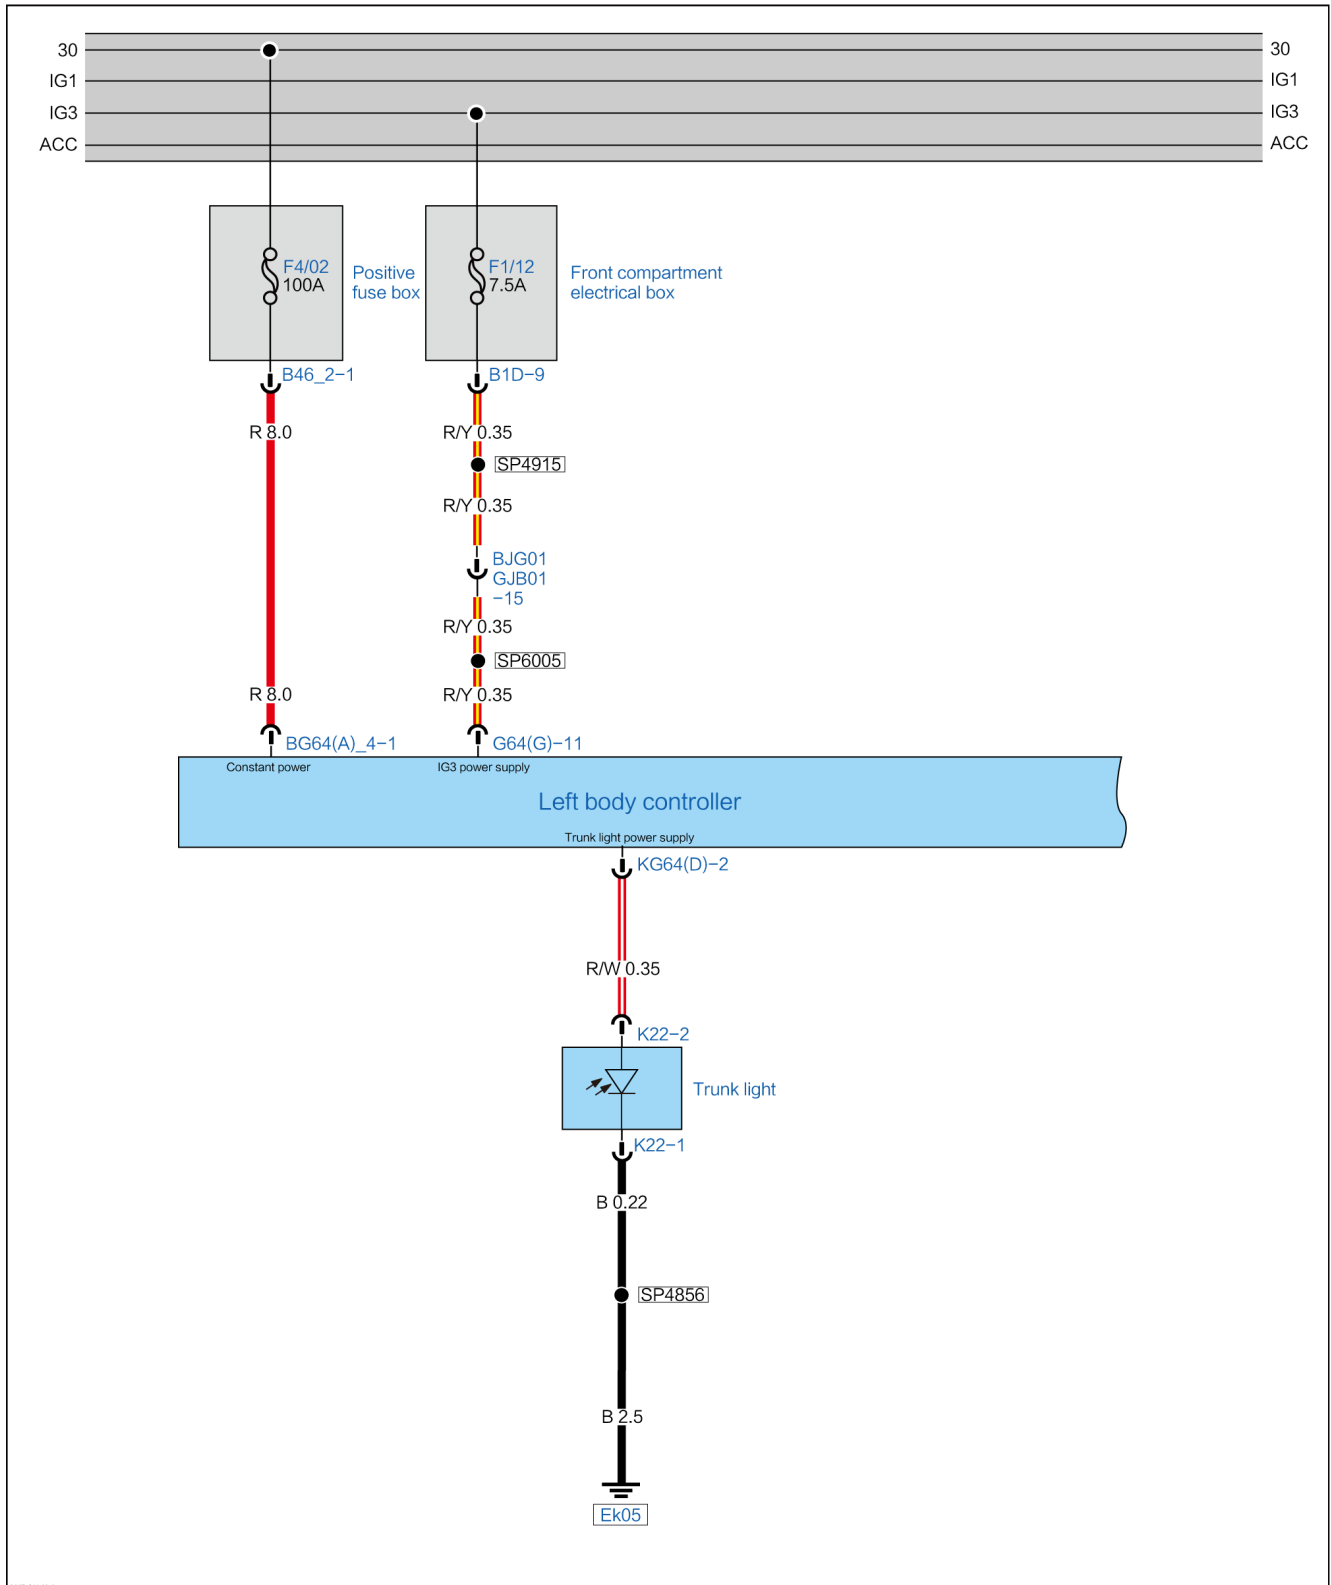 30 30
IG1 IG1
IG3 IG3
ACC ACC
F4/02
100A
Positive
fuse box
F1/12
7.5A
Front compartment
electrical box
B46_2-1
B1D-9
R 8.0
R/Y 0.35
SP4915
R/Y 0.35
BJG01
GJB01
-15
R/Y 0.35
SP6005
R 8.0
R/Y 0.35
BG64(A)_4-1
G64(G)-11
Constant power
IG3 power supply
Left body controller
Trunk light power supply
KG64(D)-2
R/W 0.35
K22-2
Trunk light
K22-1
B 0.22
SP4856
B 2.5
Ek05